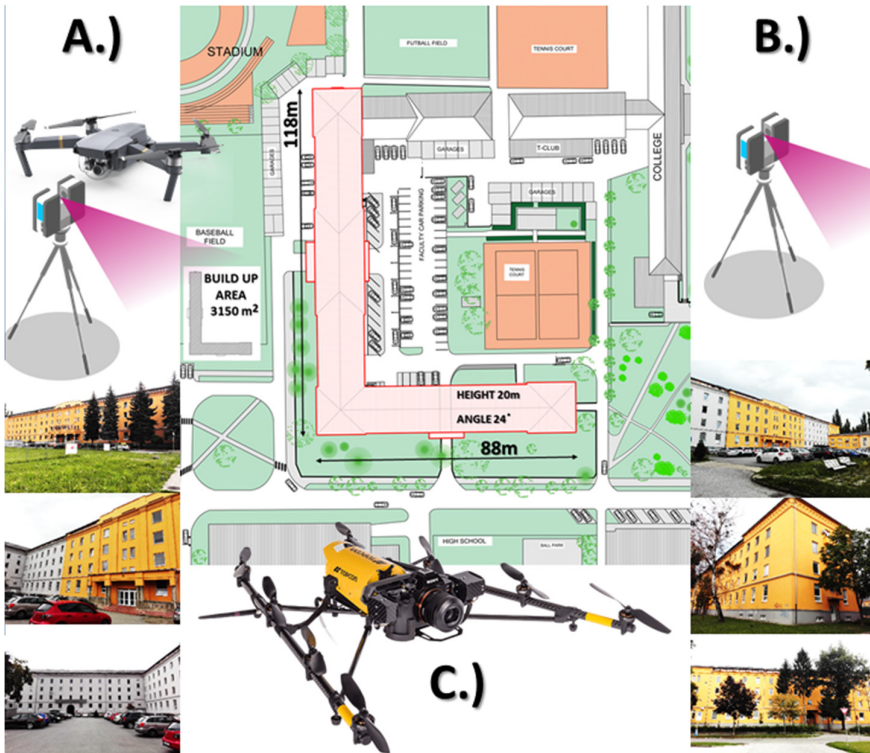 A.)
B.)
STADIUM
FUTBALL FIELD
TENNIS COURT
118m
GARAGES
GARAGES
T-CLUB
COLLEGE
GARAGES
FACULTY CAR PARKING
BASEBALL
FIELD
TENNIS
COURT
BUILD UP
AREA
3150 m²
HEIGHT 20m
ANGLE 24°
88m
HIGH SCHOOL
BALL PARK
TOPCON
C.)